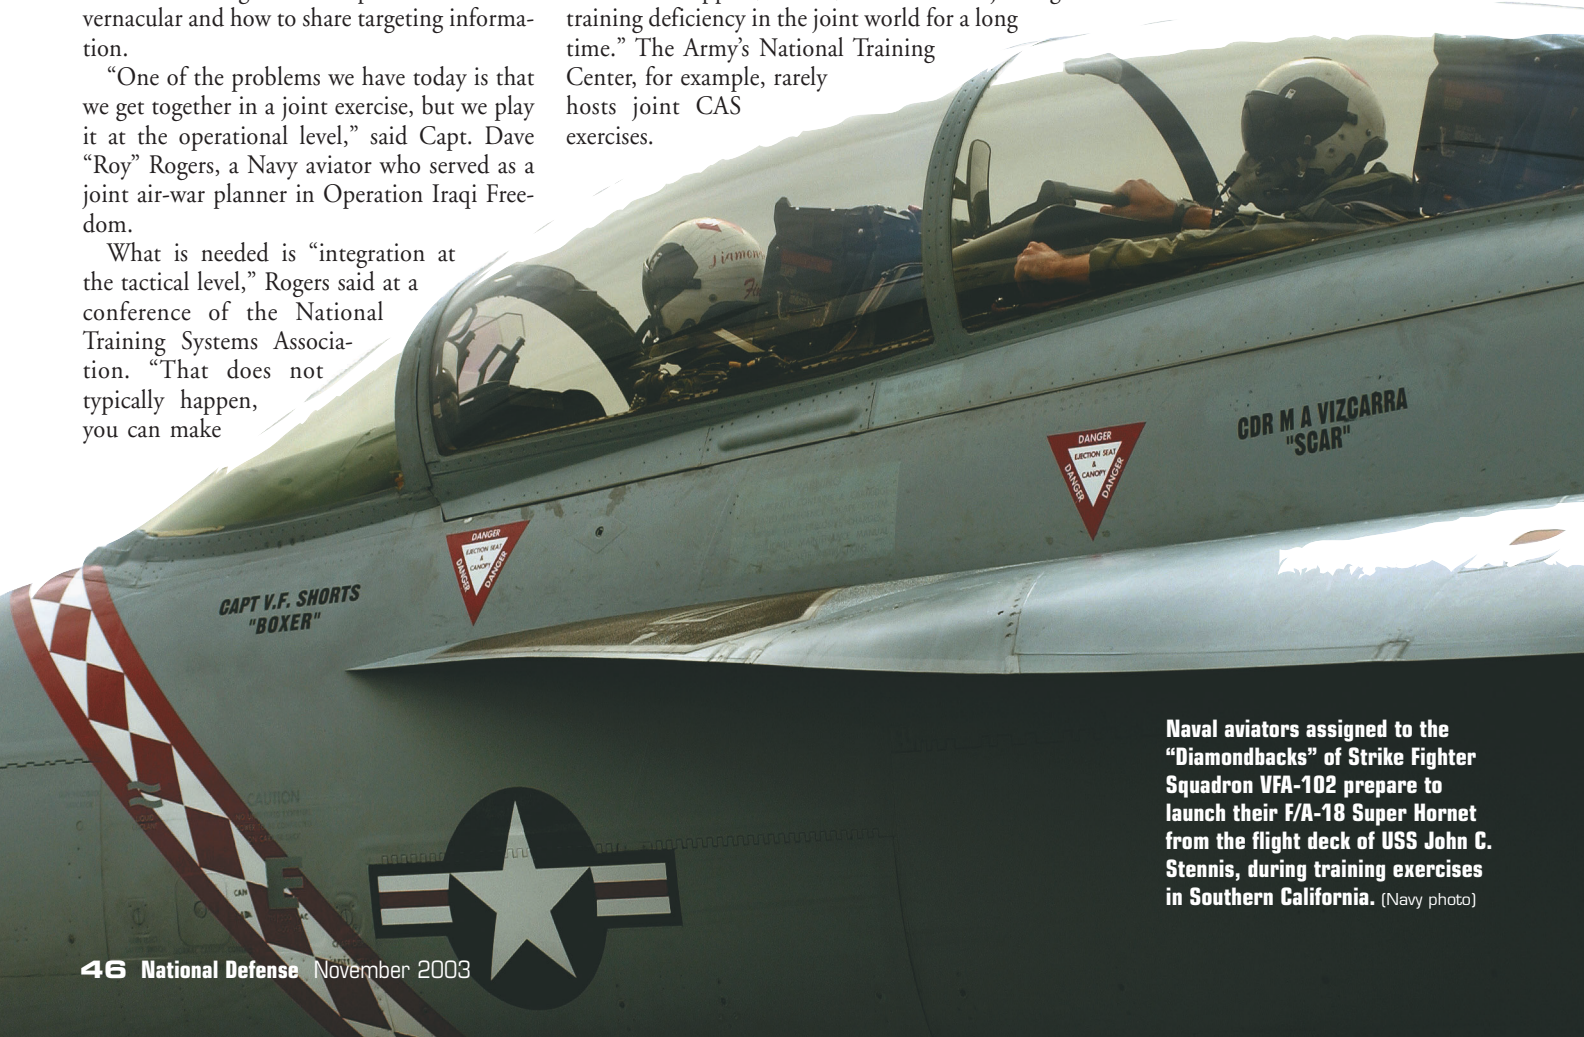 vernacular and how to share targeting informa-
tion.
“One of the problems we have today is that
we get together in a joint exercise, but we play
it at the operational level,” said Capt. Dave
“Roy” Rogers, a Navy aviator who served as a
joint air-war planner in Operation Iraqi Free-
dom.
What is needed is “integration at
the tactical level,” Rogers said at a
conference of the National
Training Systems Associa-
tion. “That does not
typically happen,
you can make
training deficiency in the joint world for a long
time.” The Army’s National Training
Center, for example, rarely
hosts joint CAS
exercises.
CDR M A VIZCARRA
"SCAR"
DANGER
EJECTION SEAT
&
CANOPY
DANGER
DANGER
WARNING
DANGER
EJECTION SEAT
&
CANOPY
DANGER
DANGER
CAPT V.F. SHORTS
"BOXER"
CAUTION
E
Naval aviators assigned to the
“Diamondbacks” of Strike Fighter
Squadron VFA-102 prepare to
launch their F/A-18 Super Hornet
from the flight deck of USS John C.
Stennis, during training exercises
in Southern California. (Navy photo)
46 National Defense November 2003